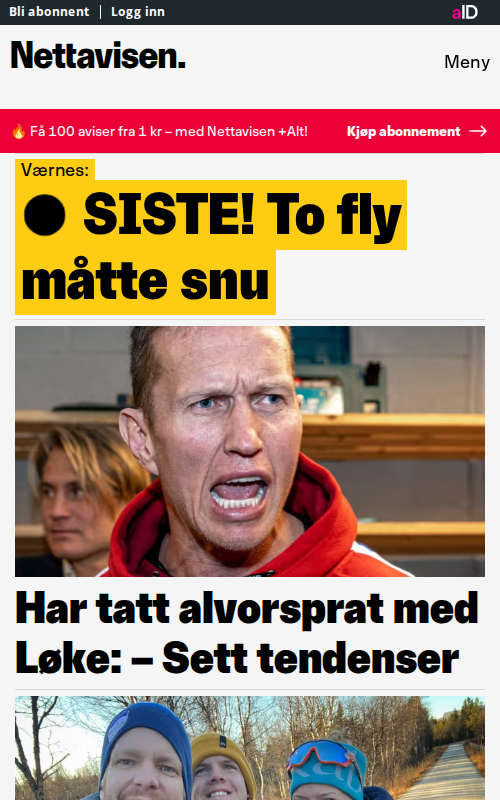 Bli abonnent
Logg inn
aID
Nettavisen.
Meny
🔥 Få 100 aviser fra 1 kr – med Nettavisen +Alt!
Kjøp abonnement →
Værnes:
● SISTE! To fly
måtte snu
Har tatt alvorsprat med
Løke: – Sett tendenser